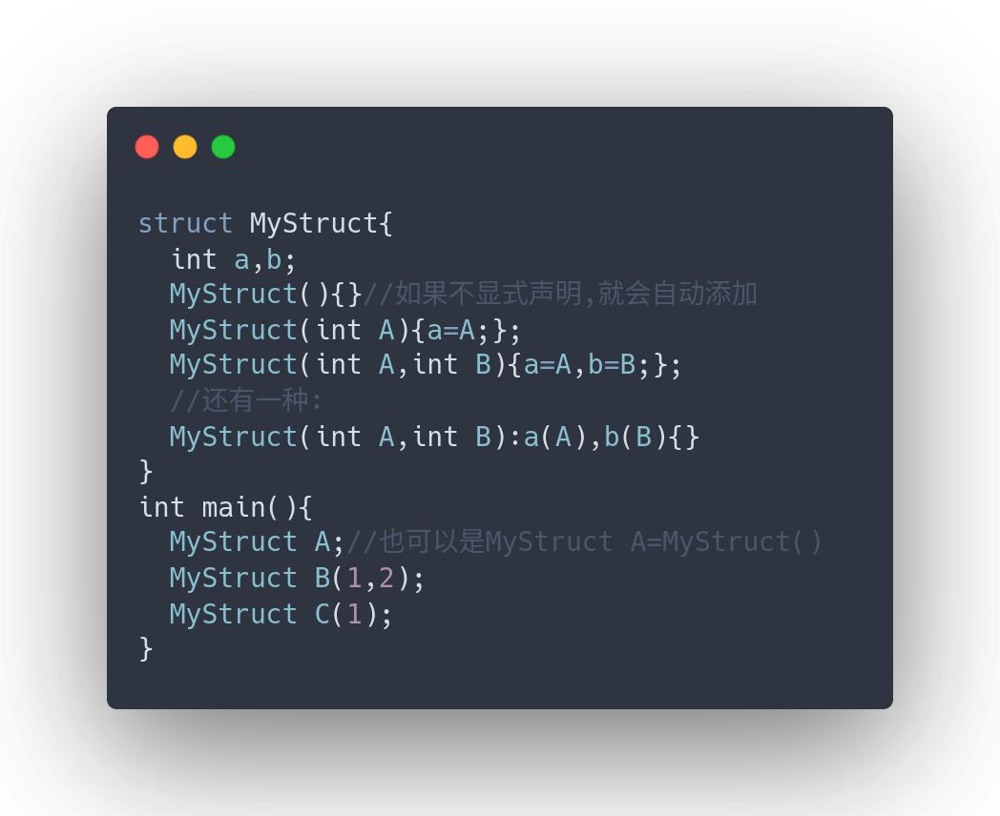 struct MyStruct{
  int a,b;
  MyStruct(){}//如果不显式声明,就会自动添加
  MyStruct(int A){a=A;};
  MyStruct(int A,int B){a=A,b=B;};
  //还有一种:
  MyStruct(int A,int B):a(A),b(B){}
}
int main(){
  MyStruct A;//也可以是MyStruct A=MyStruct()
  MyStruct B(1,2);
  MyStruct C(1);
}